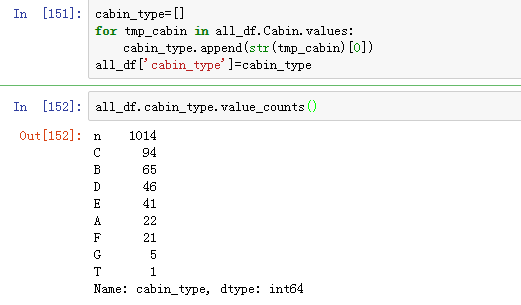 In [151]: cabin_type=[]
for tmp_cabin in all_df.Cabin.values:
    cabin_type.append(str(tmp_cabin)[0])
all_df['cabin_type']=cabin_type
In [152]: all_df.cabin_type.value_counts()
Out[152]: n    1014
C      94
B      65
D      46
E      41
A      22
F      21
G       5
T       1
Name: cabin_type, dtype: int64